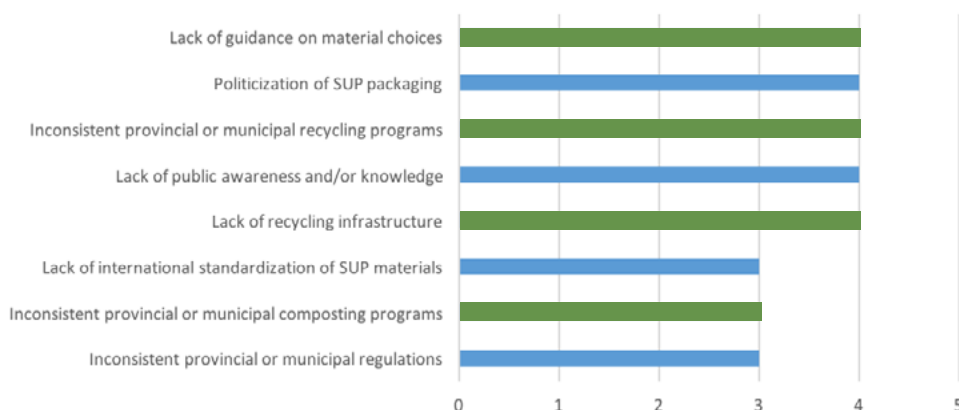 Lack of guidance on material choices
Politicization of SUP packaging
Inconsistent provincial or municipal recycling programs
Lack of public awareness and/or knowledge
Lack of recycling infrastructure
Lack of international standardization of SUP materials
Inconsistent provincial or municipal composting programs
Inconsistent provincial or municipal regulations
0 1 2 3 4 5